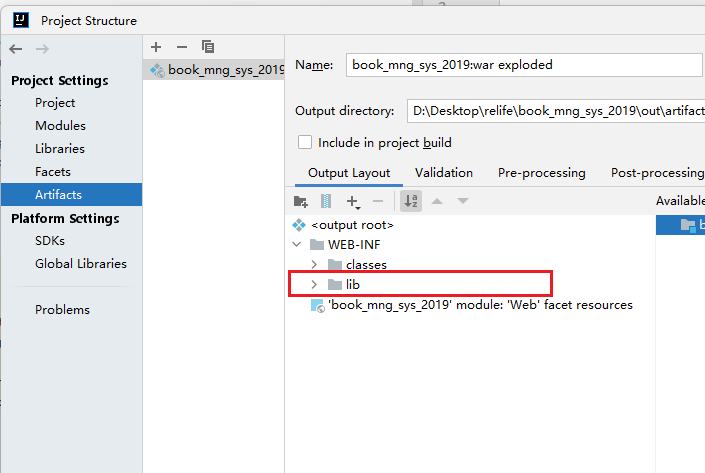 Project Structure
Project Settings
Project
Modules
Libraries
Facets
Artifacts
Platform Settings
SDKs
Global Libraries
Problems
book_mng_sys_2019
Name: book_mng_sys_2019:war exploded
Output directory: D:\Desktop\relife\book_mng_sys_2019\out\artifact
Include in project build
Output Layout Validation Pre-processing Post-processing
Available
<output root>
WEB-INF
classes
lib
'book_mng_sys_2019' module: 'Web' facet resources